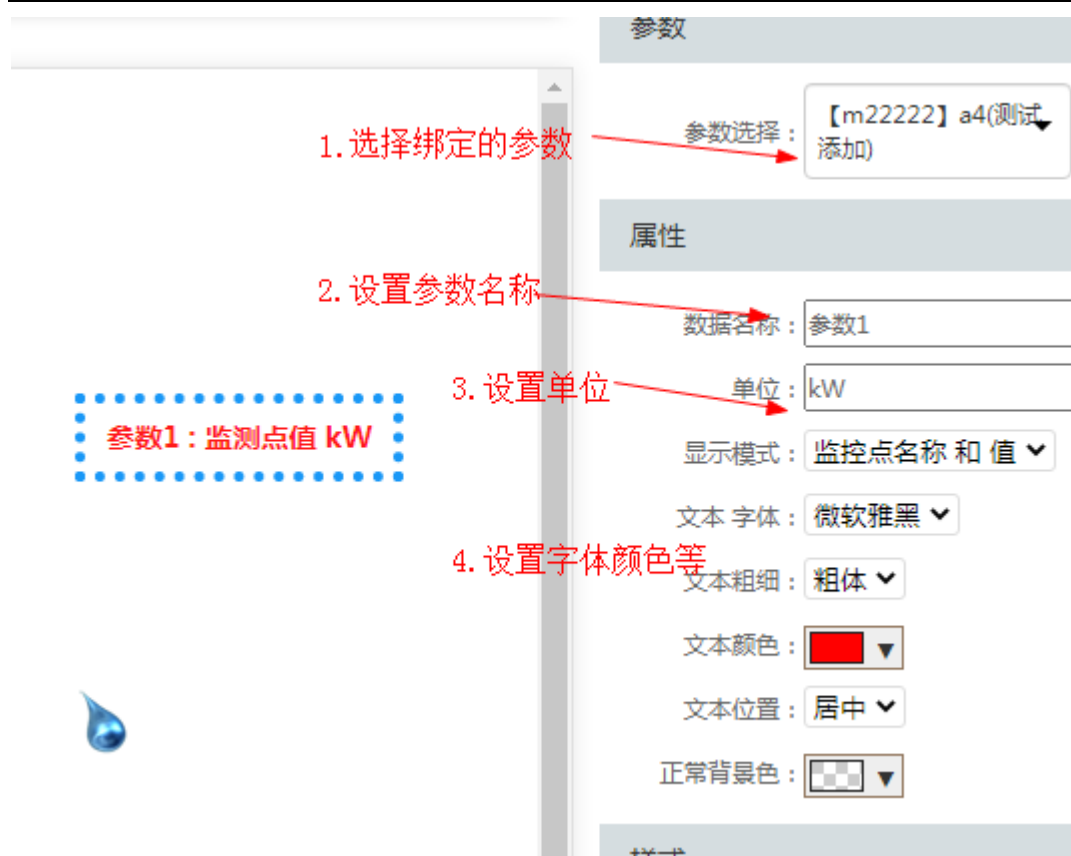 参数
1.选择绑定的参数
参数选择：
【m22222】a4(测试
添加)
属性
2.设置参数名称
数据名称：参数1
3.设置单位
单位：kW
参数1：监测点值 kW
显示模式：监控点名称 和 值
文本 字体：微软雅黑
4.设置字体颜色等
文本粗细：粗体
文本颜色：
文本位置：居中
正常背景色：